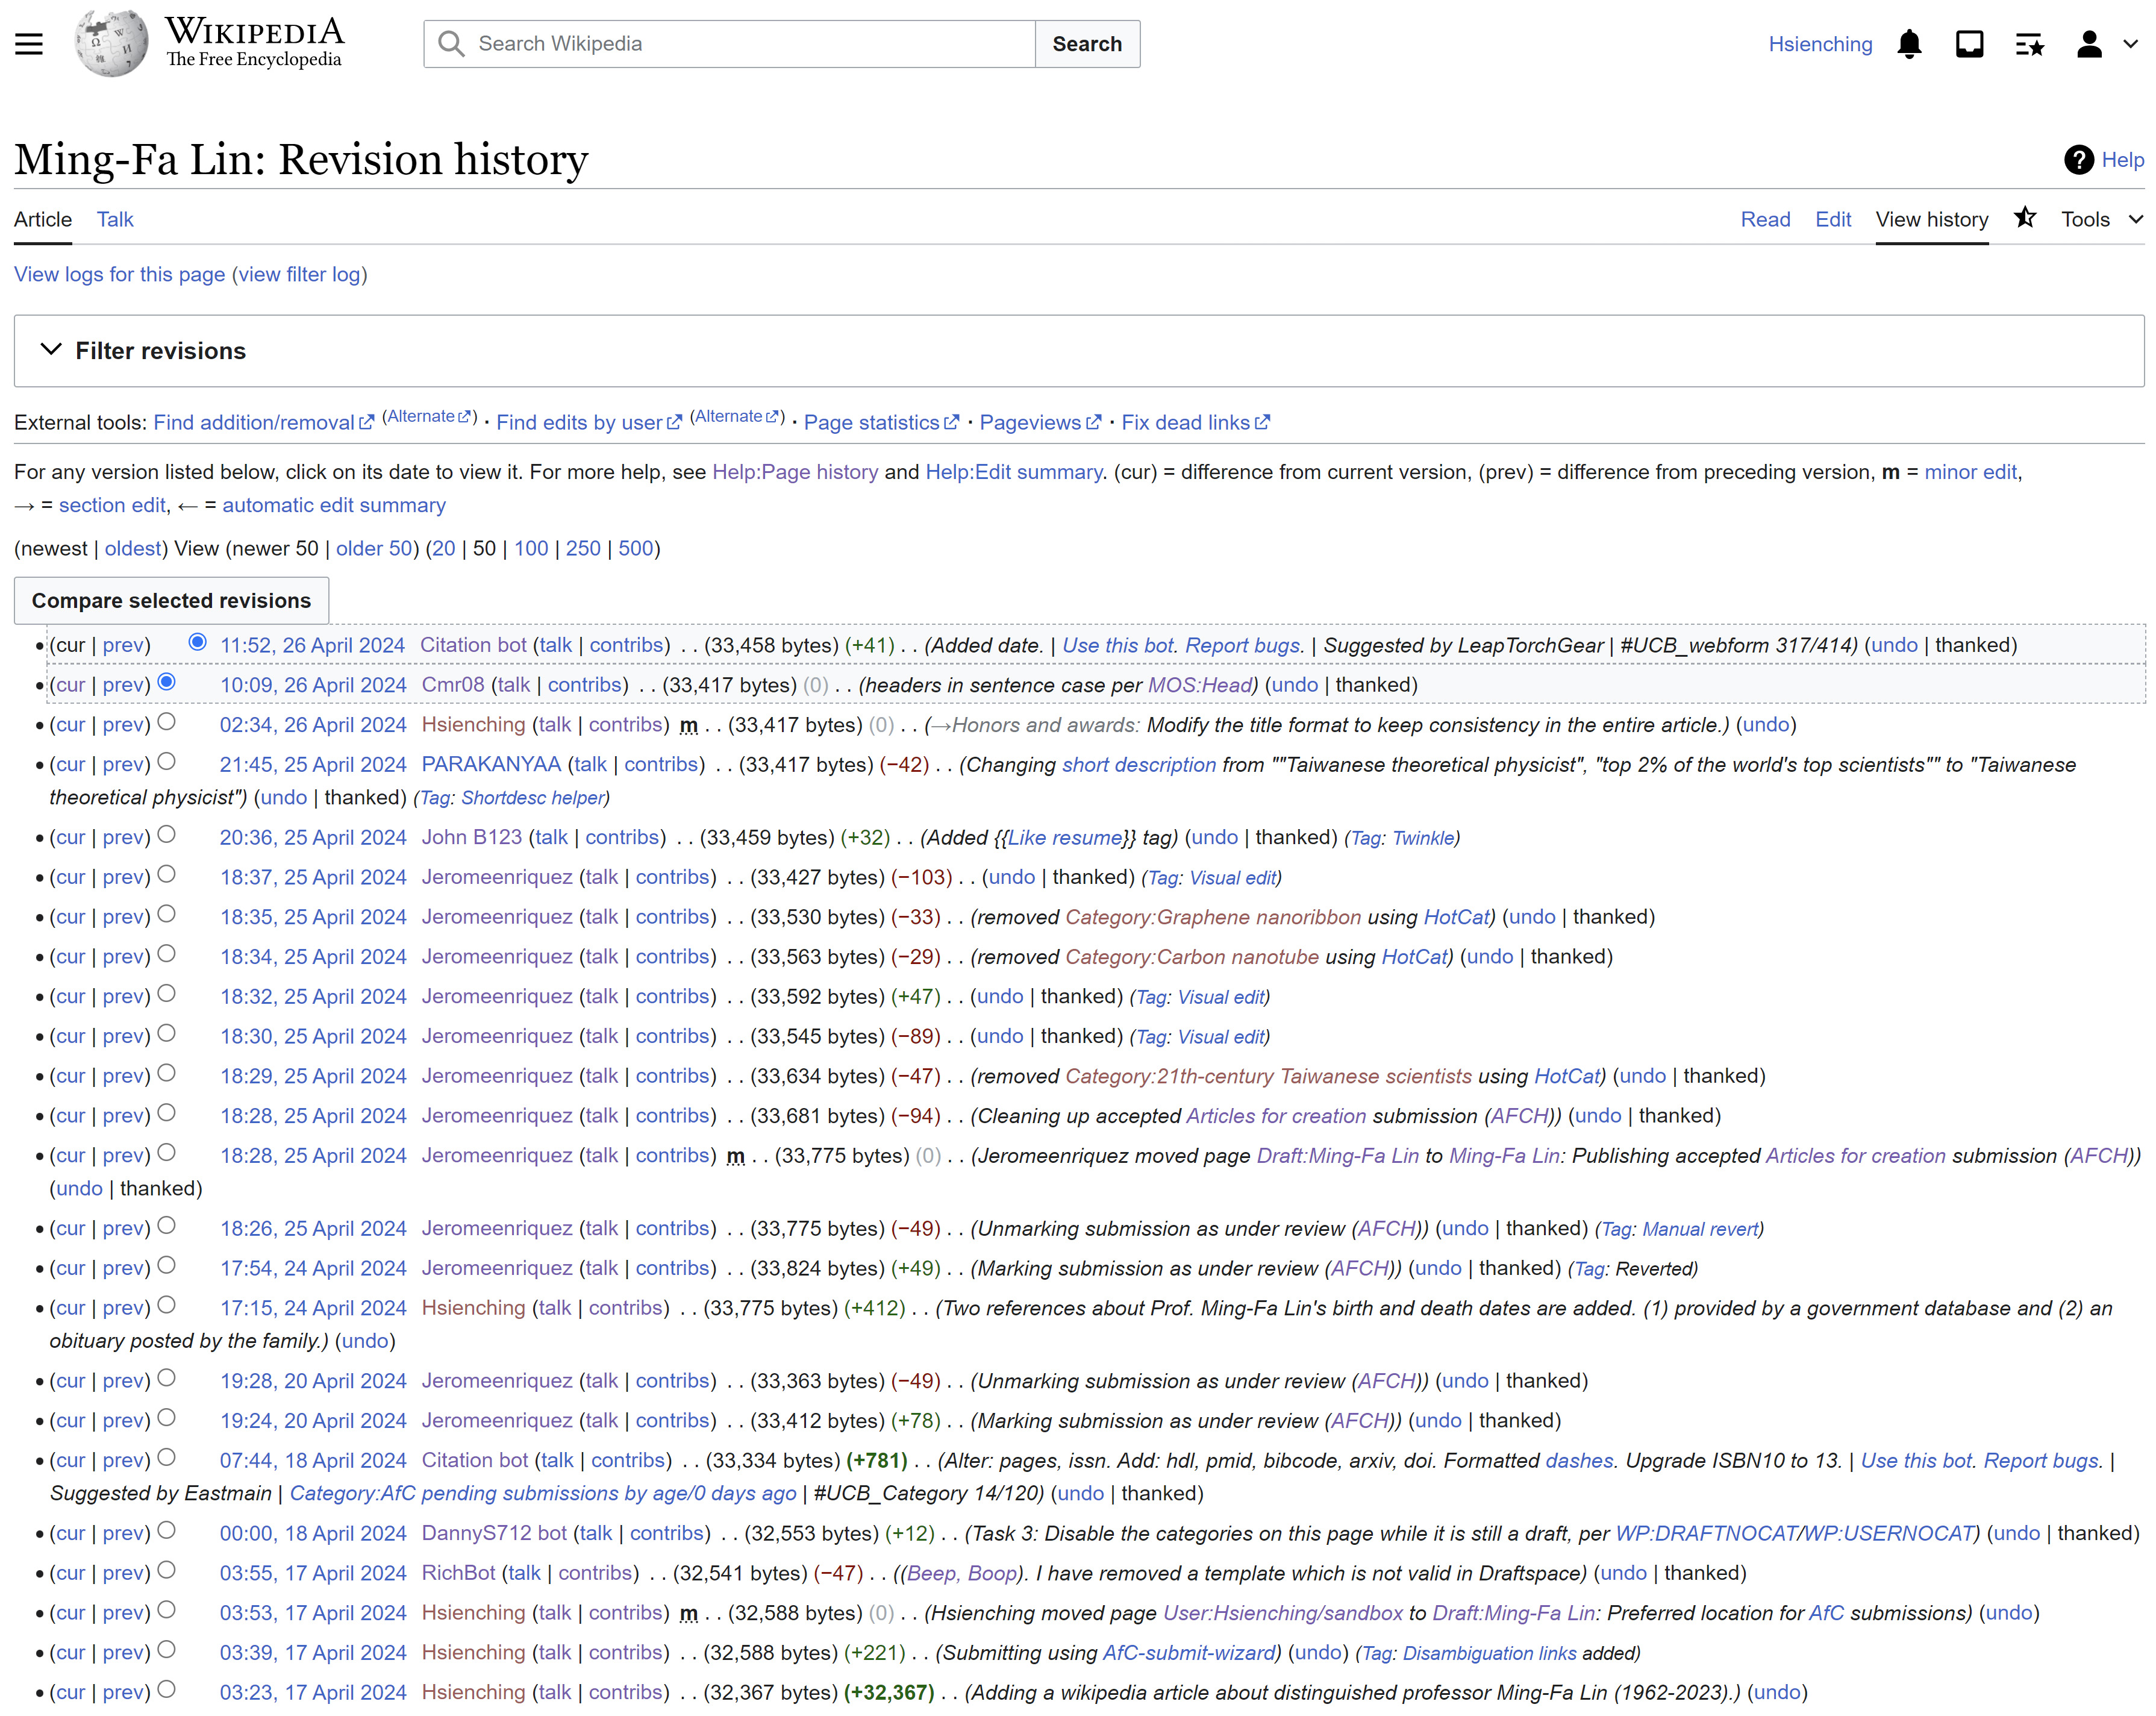 WIKIPEDIA
The Free Encyclopedia
Search Wikipedia
Search
Hsienching
Ming-Fa Lin: Revision history
Help
Article Talk
Read Edit View history Tools
View logs for this page (view filter log)
Filter revisions
External tools: Find addition/removal (Alternate) · Find edits by user (Alternate) · Page statistics · Pageviews · Fix dead links
For any version listed below, click on its date to view it. For more help, see Help:Page history and Help:Edit summary. (cur) = difference from current version, (prev) = difference from preceding version, m = minor edit,
→ = section edit, ← = automatic edit summary
(newest | oldest) View (newer 50 | older 50) (20 | 50 | 100 | 250 | 500)
Compare selected revisions
(cur | prev) 11:52, 26 April 2024 Citation bot (talk | contribs) . . (33,458 bytes) (+41) . . (Added date. | Use this bot. Report bugs. | Suggested by LeapTorchGear | #UCB_webform 317/414) (undo | thanked)
(cur | prev) 10:09, 26 April 2024 Cmr08 (talk | contribs) . . (33,417 bytes) (0) . . (headers in sentence case per MOS:Head) (undo | thanked)
(cur | prev) 02:34, 26 April 2024 Hsienching (talk | contribs) m . . (33,417 bytes) (0) . . (→Honors and awards: Modify the title format to keep consistency in the entire article.) (undo)
(cur | prev) 21:45, 25 April 2024 PARAKANYAA (talk | contribs) . . (33,417 bytes) (−42) . . (Changing short description from ""Taiwanese theoretical physicist", "top 2% of the world's top scientists"" to "Taiwanese
theoretical physicist") (undo | thanked) (Tag: Shortdesc helper)
(cur | prev) 20:36, 25 April 2024 John B123 (talk | contribs) . . (33,459 bytes) (+32) . . (Added {{Like resume}} tag) (undo | thanked) (Tag: Twinkle)
(cur | prev) 18:37, 25 April 2024 Jeromeenriquez (talk | contribs) . . (33,427 bytes) (−103) . . (undo | thanked) (Tag: Visual edit)
(cur | prev) 18:35, 25 April 2024 Jeromeenriquez (talk | contribs) . . (33,530 bytes) (−33) . . (removed Category:Graphene nanoribbon using HotCat) (undo | thanked)
(cur | prev) 18:34, 25 April 2024 Jeromeenriquez (talk | contribs) . . (33,563 bytes) (−29) . . (removed Category:Carbon nanotube using HotCat) (undo | thanked)
(cur | prev) 18:32, 25 April 2024 Jeromeenriquez (talk | contribs) . . (33,592 bytes) (+47) . . (undo | thanked) (Tag: Visual edit)
(cur | prev) 18:30, 25 April 2024 Jeromeenriquez (talk | contribs) . . (33,545 bytes) (−89) . . (undo | thanked) (Tag: Visual edit)
(cur | prev) 18:29, 25 April 2024 Jeromeenriquez (talk | contribs) . . (33,634 bytes) (−47) . . (removed Category:21th-century Taiwanese scientists using HotCat) (undo | thanked)
(cur | prev) 18:28, 25 April 2024 Jeromeenriquez (talk | contribs) . . (33,681 bytes) (−94) . . (Cleaning up accepted Articles for creation submission (AFCH)) (undo | thanked)
(cur | prev) 18:28, 25 April 2024 Jeromeenriquez (talk | contribs) m . . (33,775 bytes) (0) . . (Jeromeenriquez moved page Draft:Ming-Fa Lin to Ming-Fa Lin: Publishing accepted Articles for creation submission (AFCH))
(undo | thanked)
(cur | prev) 18:26, 25 April 2024 Jeromeenriquez (talk | contribs) . . (33,775 bytes) (−49) . . (Unmarking submission as under review (AFCH)) (undo | thanked) (Tag: Manual revert)
(cur | prev) 17:54, 24 April 2024 Jeromeenriquez (talk | contribs) . . (33,824 bytes) (+49) . . (Marking submission as under review (AFCH)) (undo | thanked) (Tag: Reverted)
(cur | prev) 17:15, 24 April 2024 Hsienching (talk | contribs) . . (33,775 bytes) (+412) . . (Two references about Prof. Ming-Fa Lin's birth and death dates are added. (1) provided by a government database and (2) an
obituary posted by the family.) (undo)
(cur | prev) 19:28, 20 April 2024 Jeromeenriquez (talk | contribs) . . (33,363 bytes) (−49) . . (Unmarking submission as under review (AFCH)) (undo | thanked)
(cur | prev) 19:24, 20 April 2024 Jeromeenriquez (talk | contribs) . . (33,412 bytes) (+78) . . (Marking submission as under review (AFCH)) (undo | thanked)
(cur | prev) 07:44, 18 April 2024 Citation bot (talk | contribs) . . (33,334 bytes) (+781) . . (Alter: pages, issn. Add: hdl, pmid, bibcode, arxiv, doi. Formatted dashes. Upgrade ISBN10 to 13. | Use this bot. Report bugs. |
Suggested by Eastmain | Category:AfC pending submissions by age/0 days ago | #UCB_Category 14/120) (undo | thanked)
(cur | prev) 00:00, 18 April 2024 DannyS712 bot (talk | contribs) . . (32,553 bytes) (+12) . . (Task 3: Disable the categories on this page while it is still a draft, per WP:DRAFTNOCAT/WP:USERNOCAT) (undo | thanked)
(cur | prev) 03:55, 17 April 2024 RichBot (talk | contribs) . . (32,541 bytes) (−47) . . ((Beep, Boop). I have removed a template which is not valid in Draftspace) (undo | thanked)
(cur | prev) 03:53, 17 April 2024 Hsienching (talk | contribs) m . . (32,588 bytes) (0) . . (Hsienching moved page User:Hsienching/sandbox to Draft:Ming-Fa Lin: Preferred location for AfC submissions) (undo)
(cur | prev) 03:39, 17 April 2024 Hsienching (talk | contribs) . . (32,588 bytes) (+221) . . (Submitting using AfC-submit-wizard) (undo) (Tag: Disambiguation links added)
(cur | prev) 03:23, 17 April 2024 Hsienching (talk | contribs) . . (32,367 bytes) (+32,367) . . (Adding a wikipedia article about distinguished professor Ming-Fa Lin (1962-2023).) (undo)